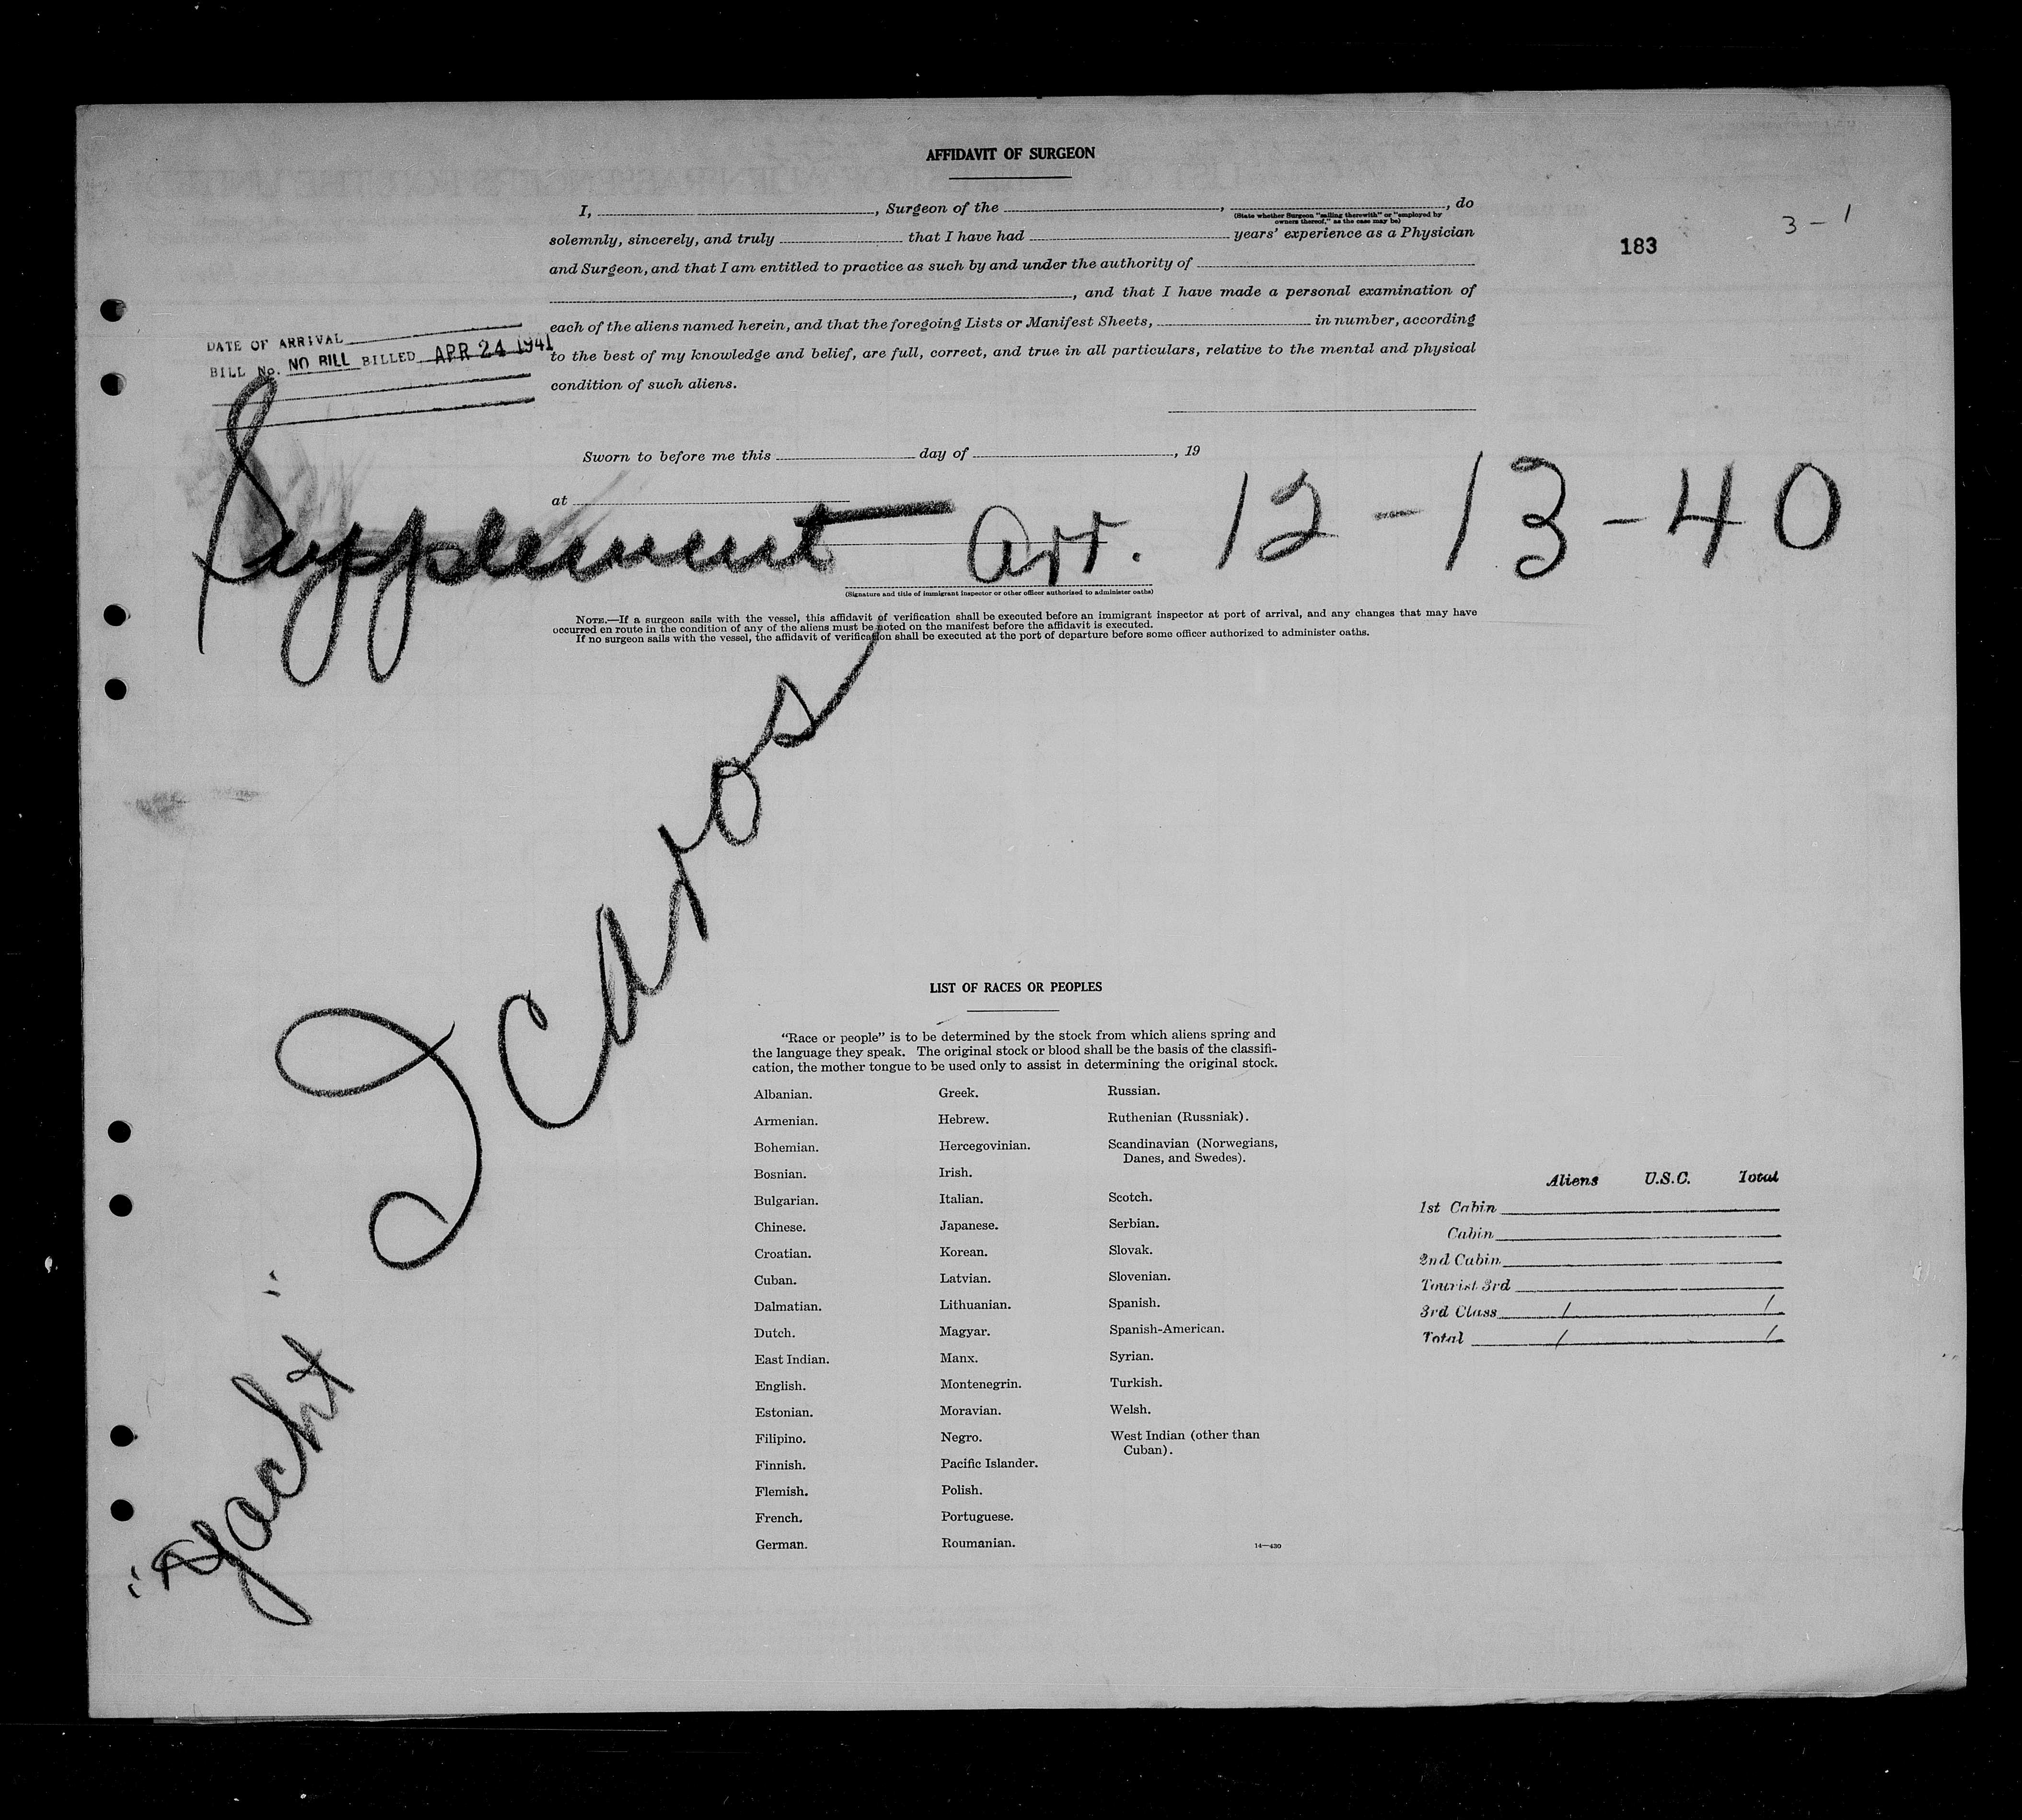 AFFIDAVIT OF SURGEON
I, , Surgeon of the , , do
(State whether Surgeon "sailing therewith" or "employed by
owners thereof," as the case may be)
solemnly, sincerely, and truly that I have had years' experience as a Physician
and Surgeon, and that I am entitled to practice as such by and under the authority of
, and that I have made a personal examination of
each of the aliens named herein, and that the foregoing Lists or Manifest Sheets, in number, according
to the best of my knowledge and belief, are full, correct, and true in all particulars, relative to the mental and physical
condition of such aliens.
3 - 1
183
DATE OF ARRIVAL
BILL No. NO BILL BILLED APR 24 1941
Sworn to before me this day of , 19
at
Supplement arr. 12-13-40
(Signature and title of immigrant inspector or other officer authorized to administer oaths)
NOTE.—If a surgeon sails with the vessel, this affidavit of verification shall be executed before an immigrant inspector at port of arrival, and any changes that may have
occurred en route in the condition of any of the aliens must be noted on the manifest before the affidavit is executed.
If no surgeon sails with the vessel, the affidavit of verification shall be executed at the port of departure before some officer authorized to administer oaths.
"Yacht" Icaros
LIST OF RACES OR PEOPLES
"Race or people" is to be determined by the stock from which aliens spring and
the language they speak. The original stock or blood shall be the basis of the classifi-
cation, the mother tongue to be used only to assist in determining the original stock.
Albanian.
Armenian.
Bohemian.
Bosnian.
Bulgarian.
Chinese.
Croatian.
Cuban.
Dalmatian.
Dutch.
East Indian.
English.
Estonian.
Filipino.
Finnish.
Flemish.
French.
German.
Greek.
Hebrew.
Hercegovinian.
Irish.
Italian.
Japanese.
Korean.
Latvian.
Lithuanian.
Magyar.
Manx.
Montenegrin.
Moravian.
Negro.
Pacific Islander.
Polish.
Portuguese.
Roumanian.
Russian.
Ruthenian (Russniak).
Scandinavian (Norwegians,
Danes, and Swedes).
Scotch.
Serbian.
Slovak.
Slovenian.
Spanish.
Spanish-American.
Syrian.
Turkish.
Welsh.
West Indian (other than
Cuban).
14—430
Aliens U.S.C. Total
1st Cabin
Cabin
2nd Cabin
Tourist 3rd
3rd Class 1 1
Total 1 1